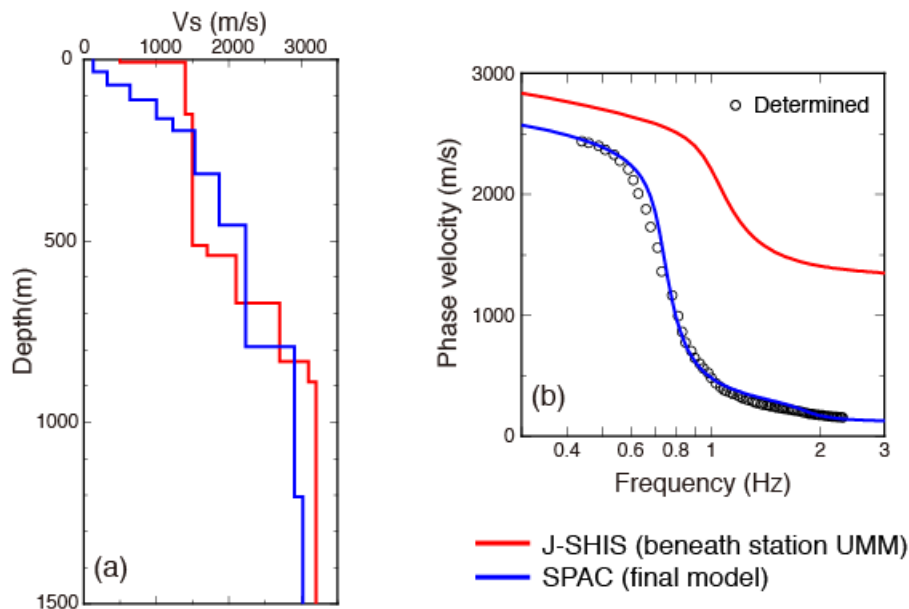 Vs (m/s)
0 1000 2000 3000
0
500
1000
1500
Depth(m)
(a)
3000
2000
1000
0
Phase velocity (m/s)
Determined
(b)
0.4 0.6 0.8 1 2 3
Frequency (Hz)
J-SHIS (beneath station UMM)
SPAC (final model)